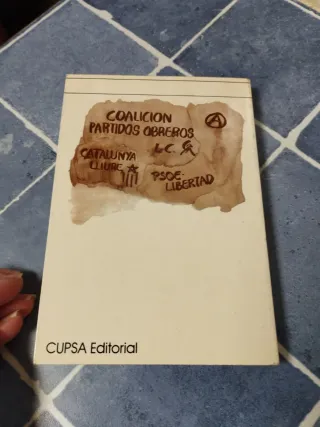 COALICION
PARTIDOS OBREROS
L.C.
CATALUNYA
LLIURE
PSOE-
LIBERTAD
CUPSA Editorial